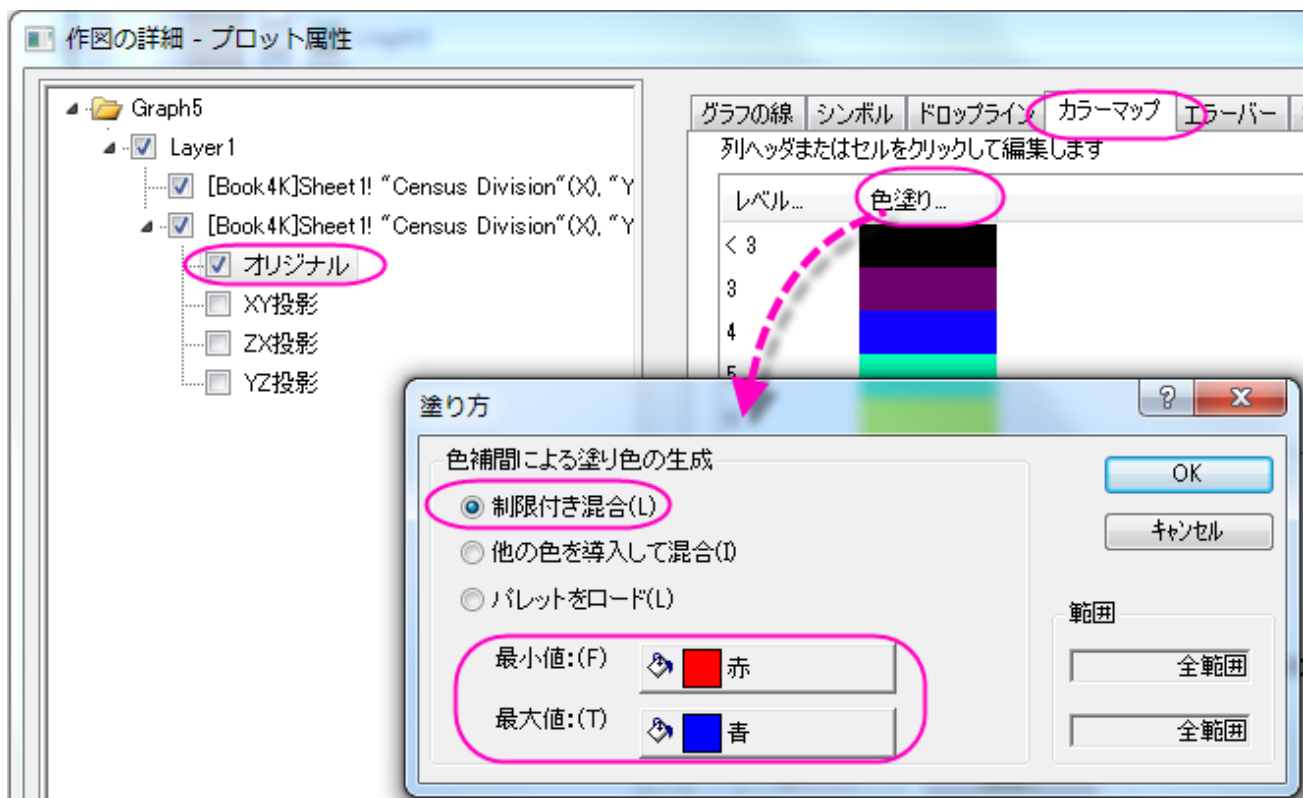 作図の詳細 - プロット属性
Graph5
Layer1
[Book4K]Sheet1! "Census Division"(X), "Y
[Book4K]Sheet1! "Census Division"(X), "Y
オリジナル
XY投影
ZX投影
YZ投影
グラフの線 シンボル ドロップライン カラーマップ エラーバー
列ヘッダまたはセルをクリックして編集します
レベル... 色塗り...
< 3
3
4
5
塗り方
色補間による塗り色の生成
制限付き混合(L)
他の色を導入して混合(I)
パレットをロード(L)
最小値:(F) 赤
最大値:(T) 青
OK
キャンセル
範囲
全範囲
全範囲